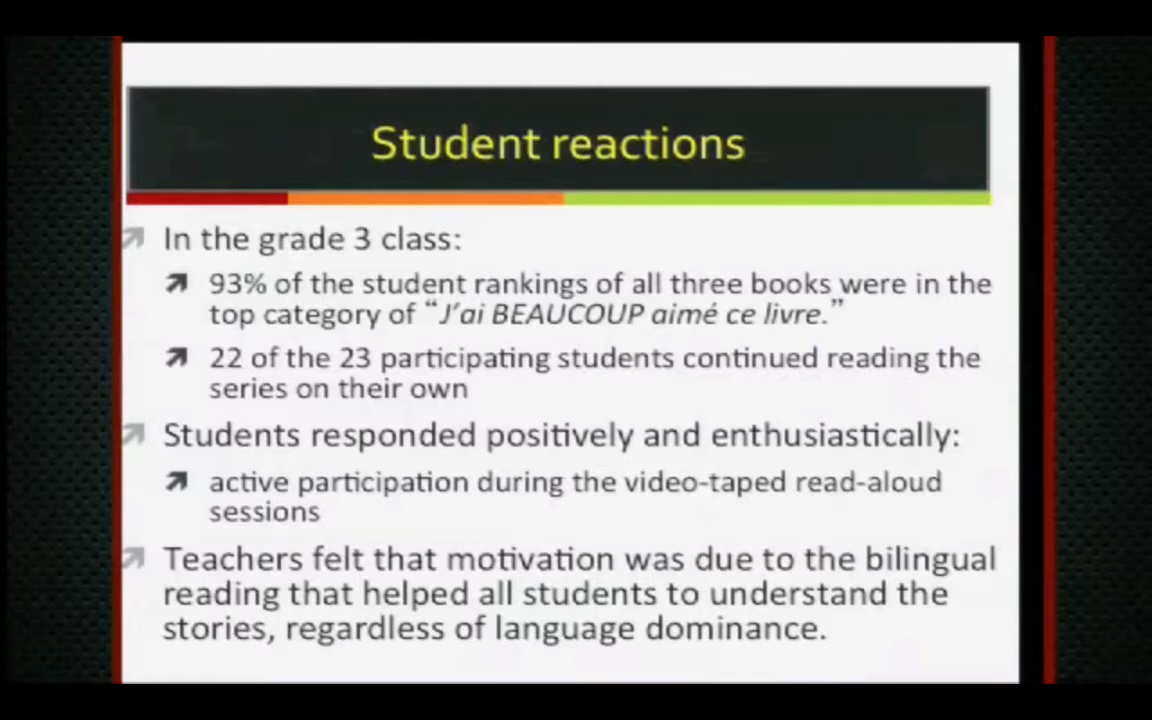 Student reactions
In the grade 3 class:
93% of the student rankings of all three books were in the
top category of “J’ai BEAUCOUP aimé ce livre.”
22 of the 23 participating students continued reading the
series on their own
Students responded positively and enthusiastically:
active participation during the video-taped read-aloud
sessions
Teachers felt that motivation was due to the bilingual
reading that helped all students to understand the
stories, regardless of language dominance.